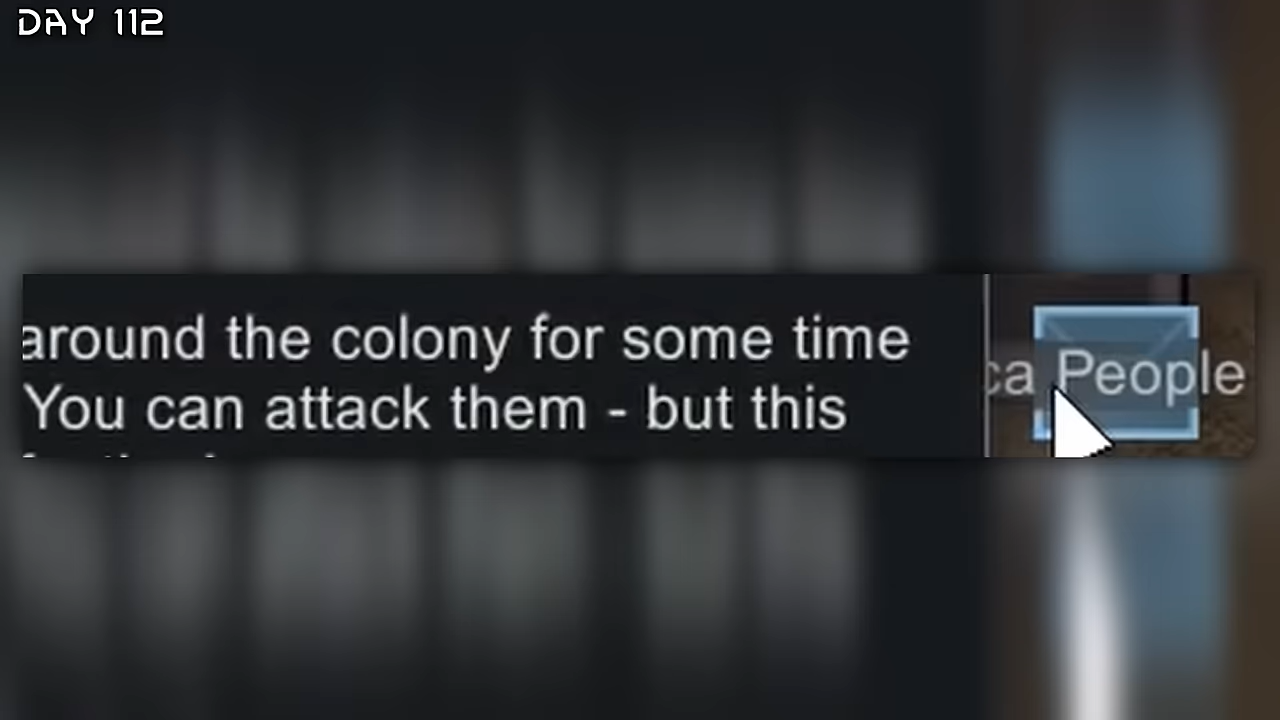 DAY 112
around the colony for some time
You can attack them - but this
ca People